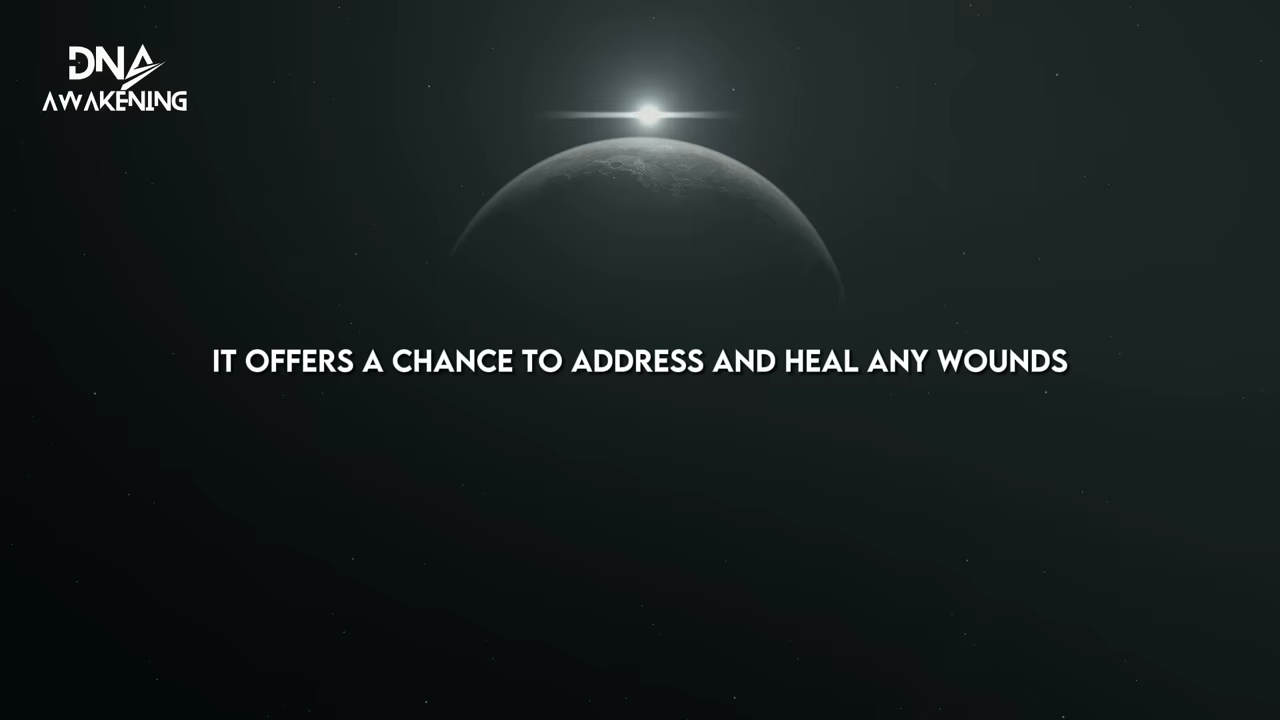 DNA
AWAKENING
IT OFFERS A CHANCE TO ADDRESS AND HEAL ANY WOUNDS